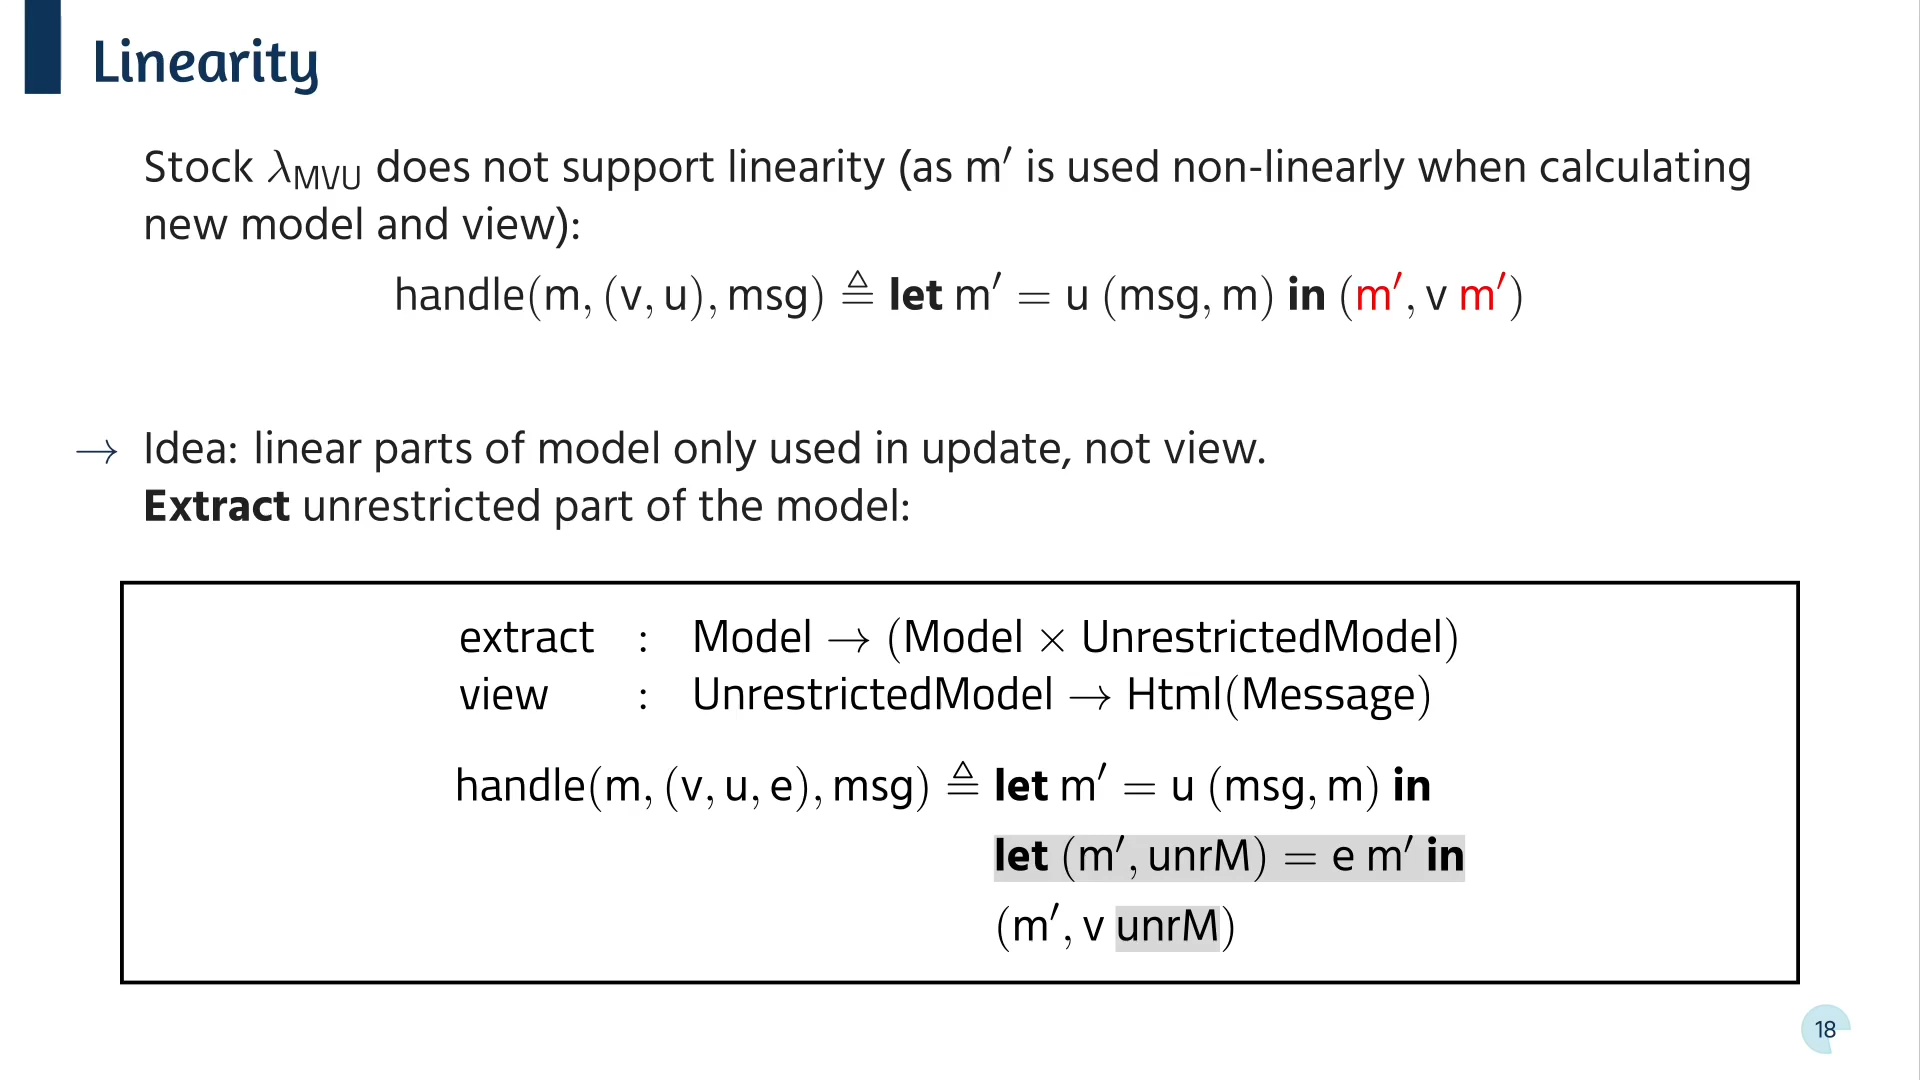 Linearity
Stock λMVU does not support linearity (as m′ is used non-linearly when calculating
new model and view):
handle(m, (v, u), msg) ≜ let m′ = u (msg, m) in (m′, v m′)
→ Idea: linear parts of model only used in update, not view.
Extract unrestricted part of the model:
extract : Model → (Model × UnrestrictedModel)
view : UnrestrictedModel → Html(Message)
handle(m, (v, u, e), msg) ≜ let m′ = u (msg, m) in
let (m′, unrM) = e m′ in
(m′, v unrM)
18